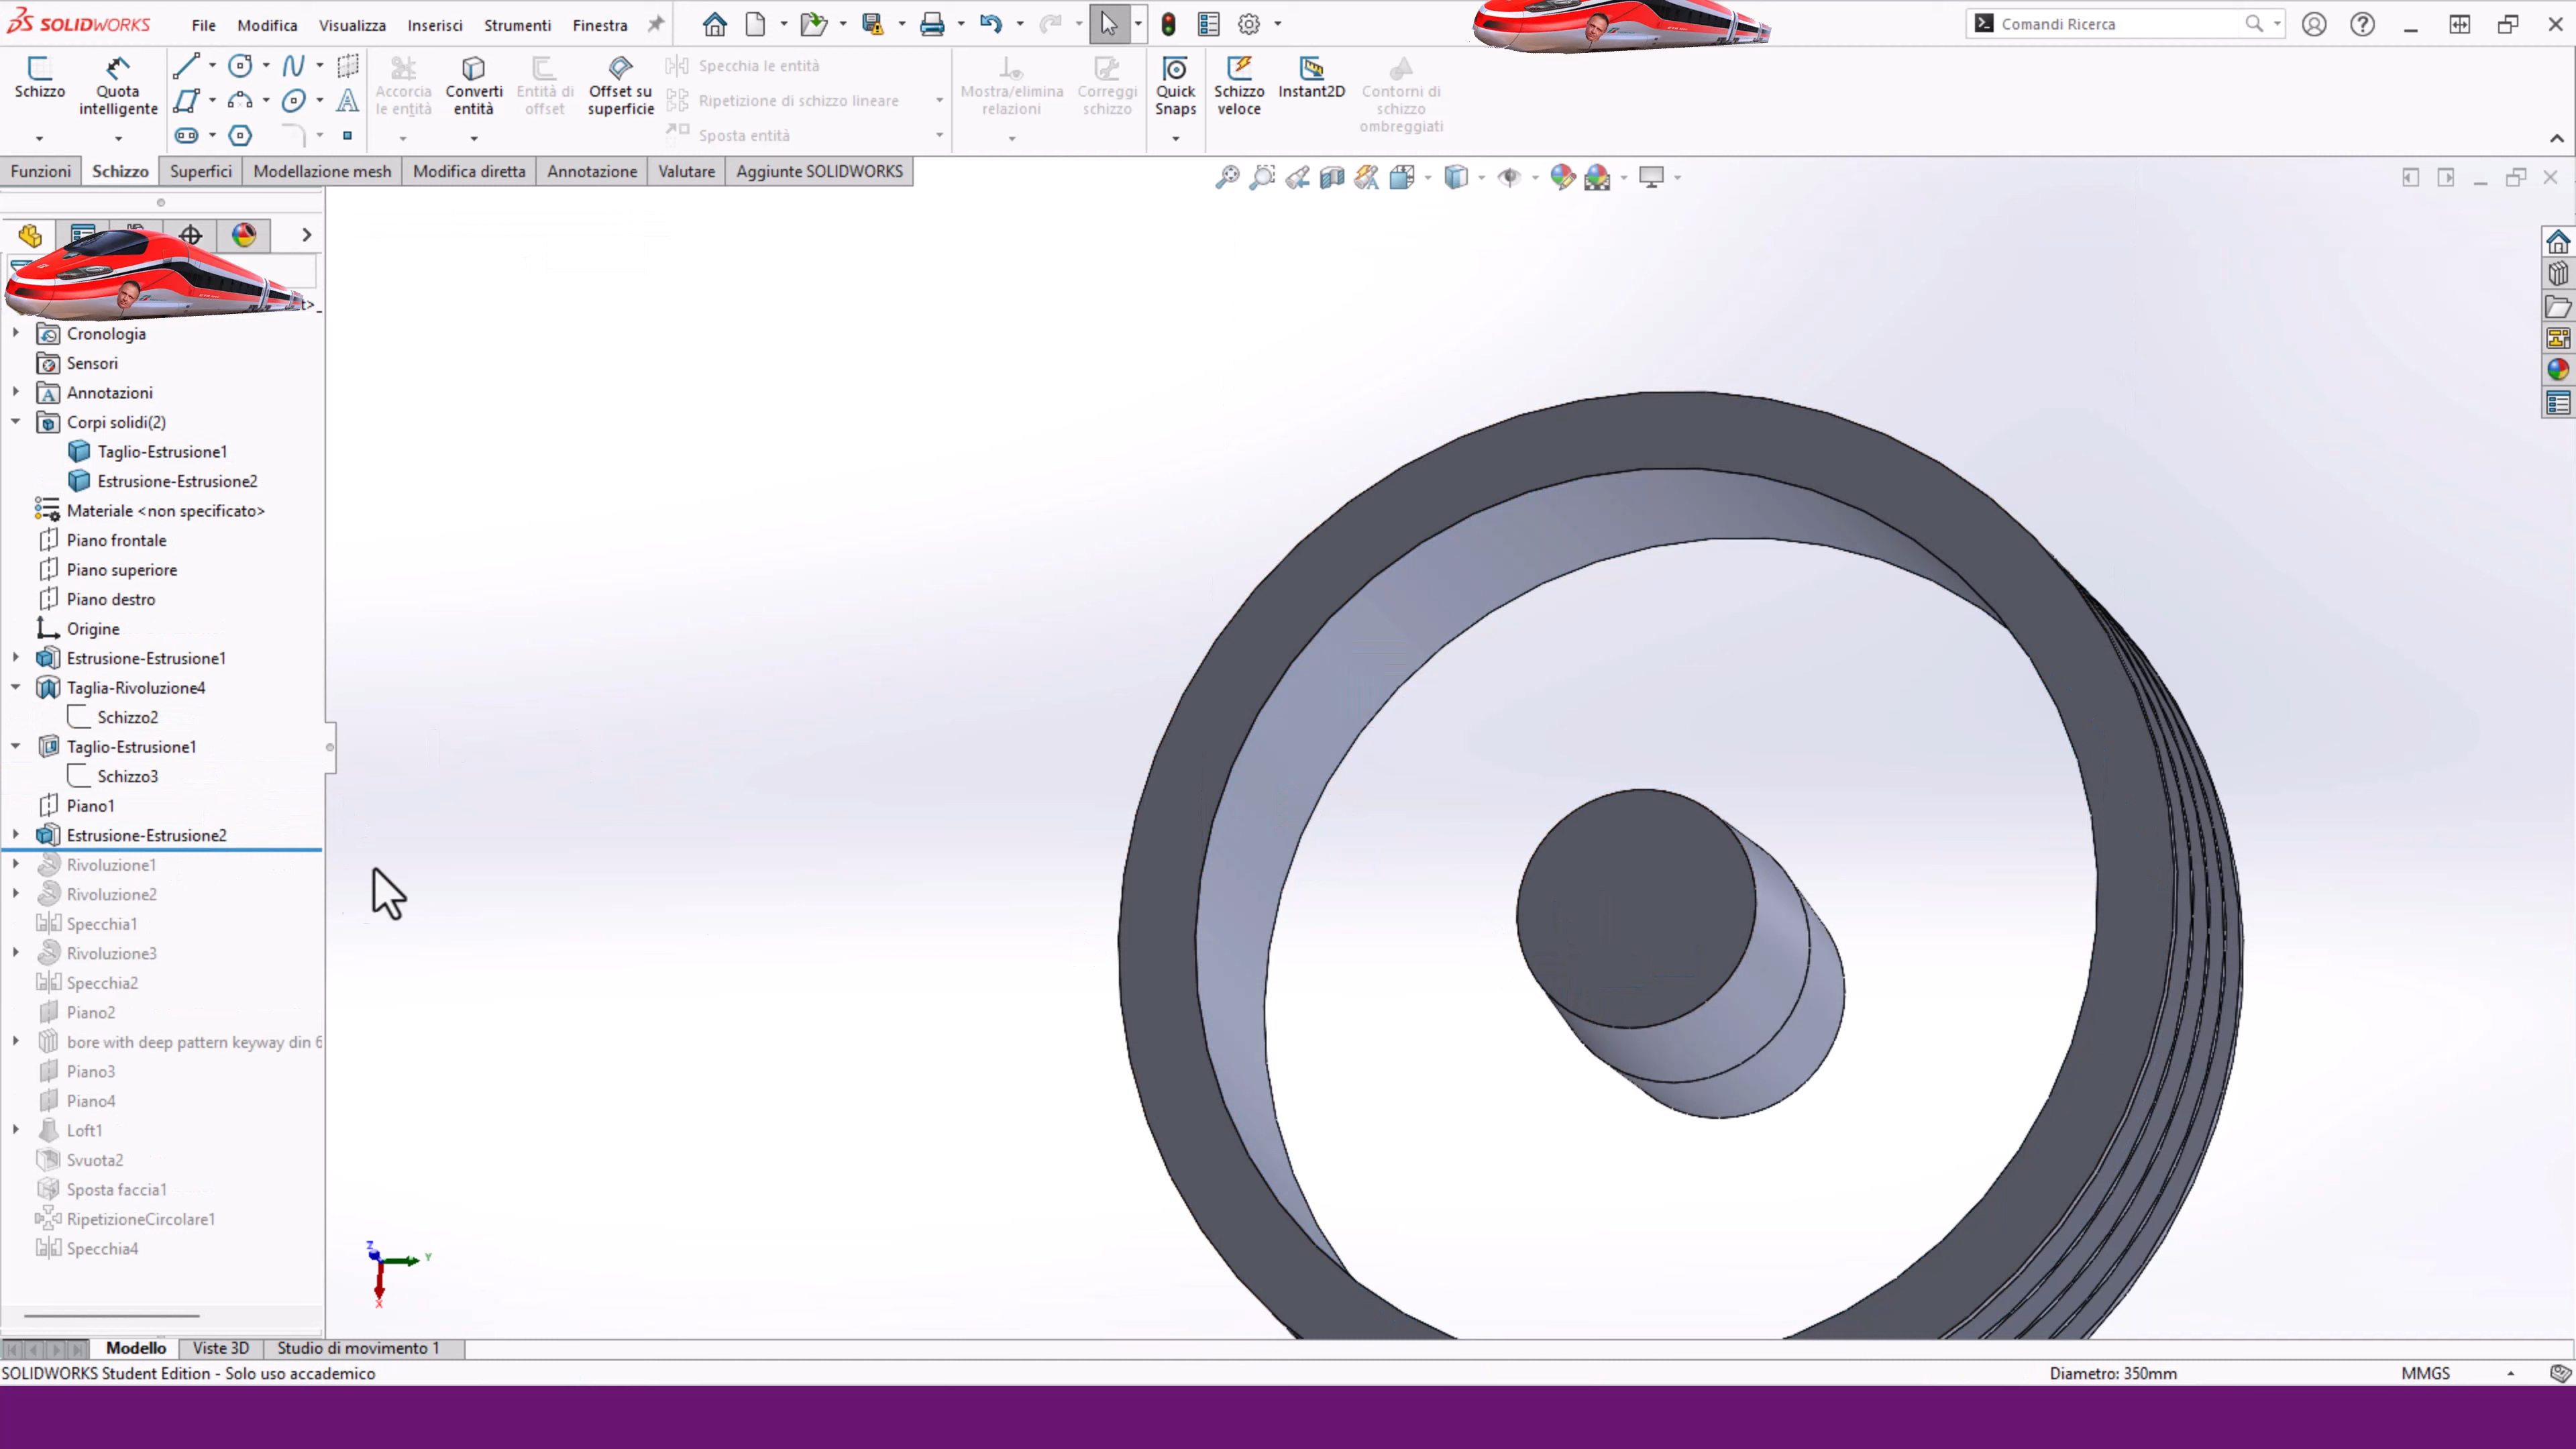 SOLIDWORKS File Modifica Visualizza Inserisci Strumenti Finestra Comandi Ricerca
Schizzo
Quota intelligente
Accorcia le entità
Converti entità
Entità di offset
Offset su superficie
Specchia le entità
Ripetizione di schizzo lineare
Sposta entità
Mostra/elimina relazioni
Correggi schizzo
Quick Snaps
Schizzo veloce
Instant2D
Contorni di schizzo ombreggiati
Funzioni Schizzo Superfici Modellazione mesh Modifica diretta Annotazione Valutare Aggiunte SOLIDWORKS
Cronologia
Sensori
Annotazioni
Corpi solidi(2)
Taglio-Estrusione1
Estrusione-Estrusione2
Materiale <non specificato>
Piano frontale
Piano superiore
Piano destro
Origine
Estrusione-Estrusione1
Taglia-Rivoluzione4
Schizzo2
Taglio-Estrusione1
Schizzo3
Piano1
Estrusione-Estrusione2
Rivoluzione1
Rivoluzione2
Specchia1
Rivoluzione3
Specchia2
Piano2
bore with deep pattern keyway din 6
Piano3
Piano4
Loft1
Svuota2
Sposta faccia1
RipetizioneCircolare1
Specchia4
Z Y
X
Modello Viste 3D Studio di movimento 1
SOLIDWORKS Student Edition - Solo uso accademico Diametro: 350mm MMGS